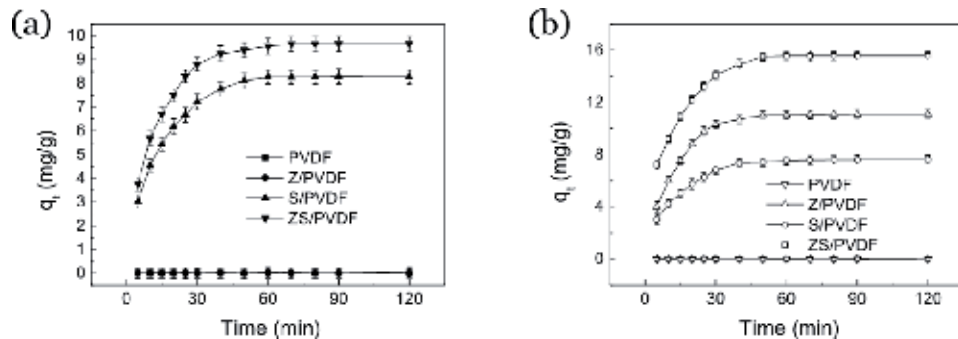 (a)
10
9
8
7
6
5
4
3
2
1
0
qt (mg/g)
PVDF
Z/PVDF
S/PVDF
ZS/PVDF
0 30 60 90 120
Time (min)
(b)
16
12
8
4
0
qt (mg/g)
PVDF
Z/PVDF
S/PVDF
ZS/PVDF
0 30 60 90 120
Time (min)